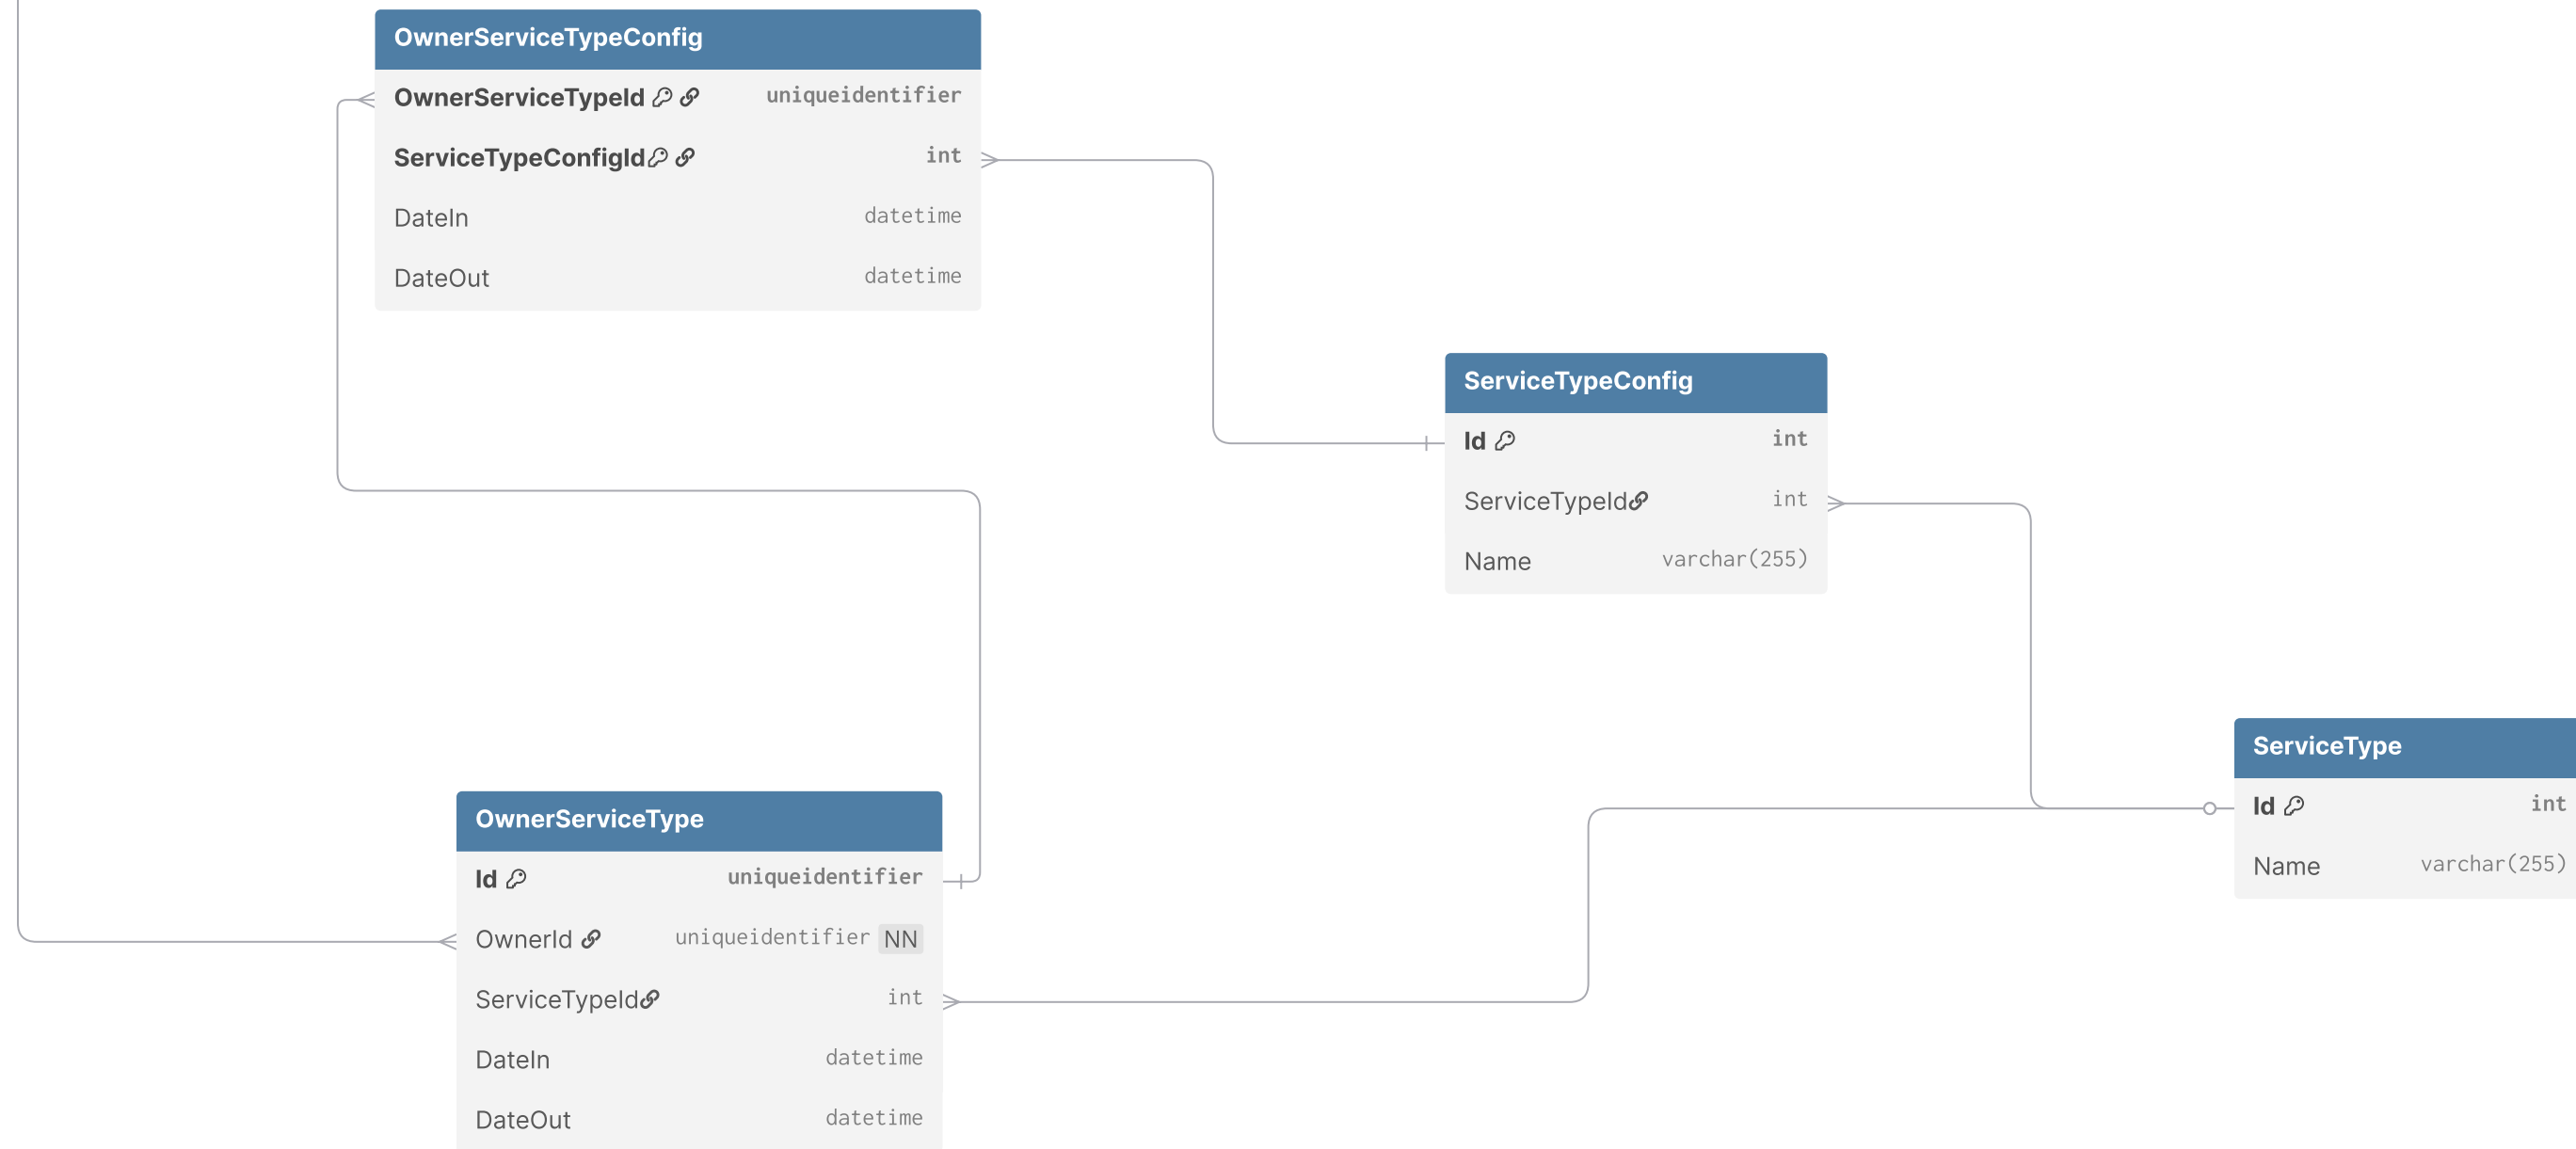 OwnerServiceTypeConfig
OwnerServiceTypeId uniqueidentifier
ServiceTypeConfigId int
DateIn datetime
DateOut datetime
ServiceTypeConfig
Id int
ServiceTypeId int
Name varchar(255)
ServiceType
Id int
Name varchar(255)
OwnerServiceType
Id uniqueidentifier
OwnerId uniqueidentifier NN
ServiceTypeId int
DateIn datetime
DateOut datetime